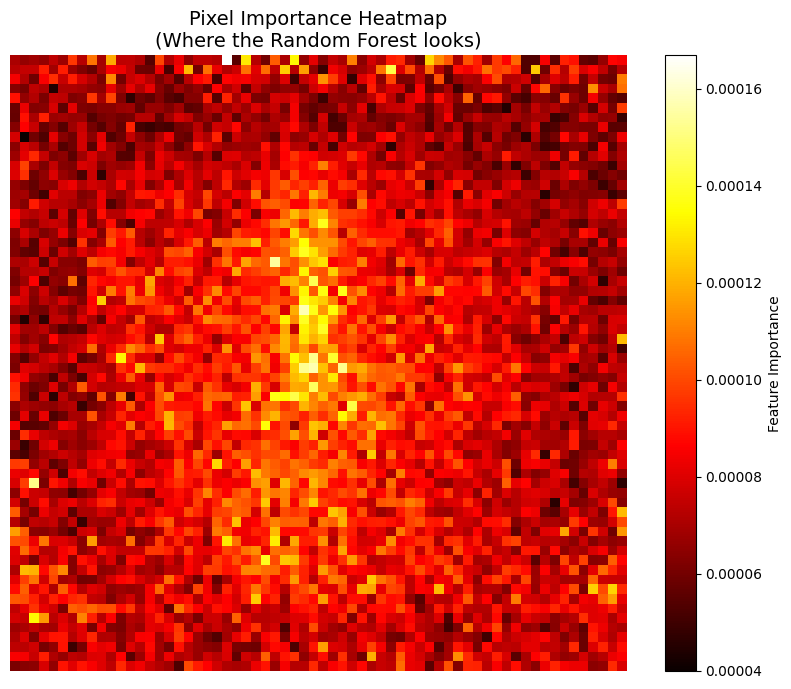 Pixel Importance Heatmap
(Where the Random Forest looks)
0.00016
0.00014
0.00012
0.00010
0.00008
0.00006
0.00004
Feature Importance